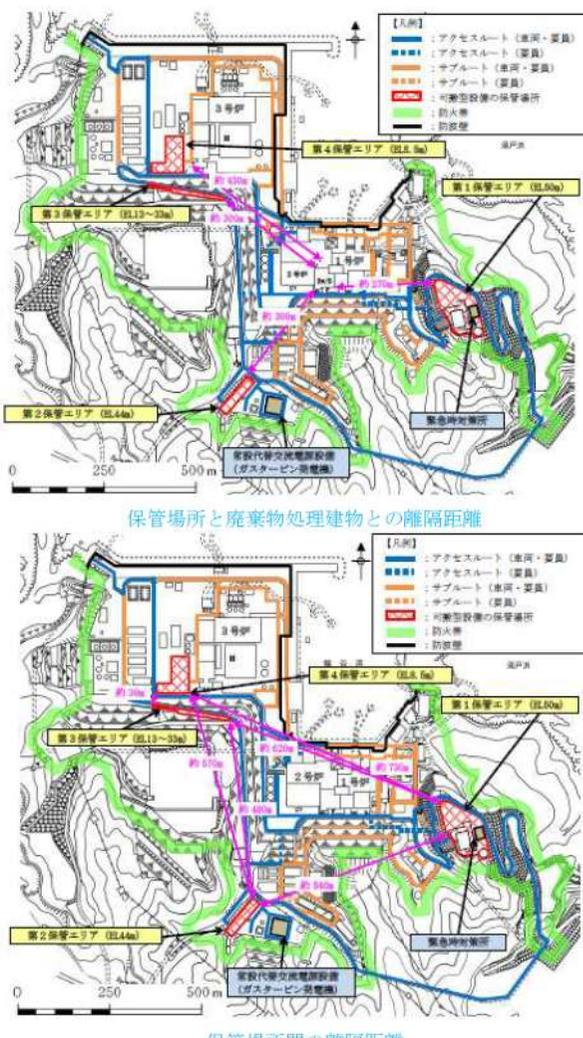 【凡例】
：アクセスルート（車両・要員）
：アクセスルート（要員）
：サブルート（車両・要員）
：サブルート（要員）
：可搬型設備の保管場所
：防火帯
：防波壁
3号炉
第4保管エリア（EL8.5m）
第1保管エリア（EL50m）
約430m
第3保管エリア（EL13～33m）
約300m
1号炉
2号炉
約270m
約300m
第2保管エリア（EL44m）
緊急時対策所
常設代替交流電源設備
（ガスタービン発電機）
0 250 500 m
保管場所と廃棄物処理建物との離隔距離
【凡例】
：アクセスルート（車両・要員）
：アクセスルート（要員）
：サブルート（車両・要員）
：サブルート（要員）
：可搬型設備の保管場所
：防火帯
：防波壁
3号炉
第4保管エリア（EL8.5m）
約30m
第1保管エリア（EL50m）
第3保管エリア（EL13～33m）
約620m
約730m
約570m
2号炉
1号炉
約540m
第2保管エリア（EL44m）
緊急時対策所
常設代替交流電源設備
（ガスタービン発電機）
0 250 500 m
保管場所間の離隔距離